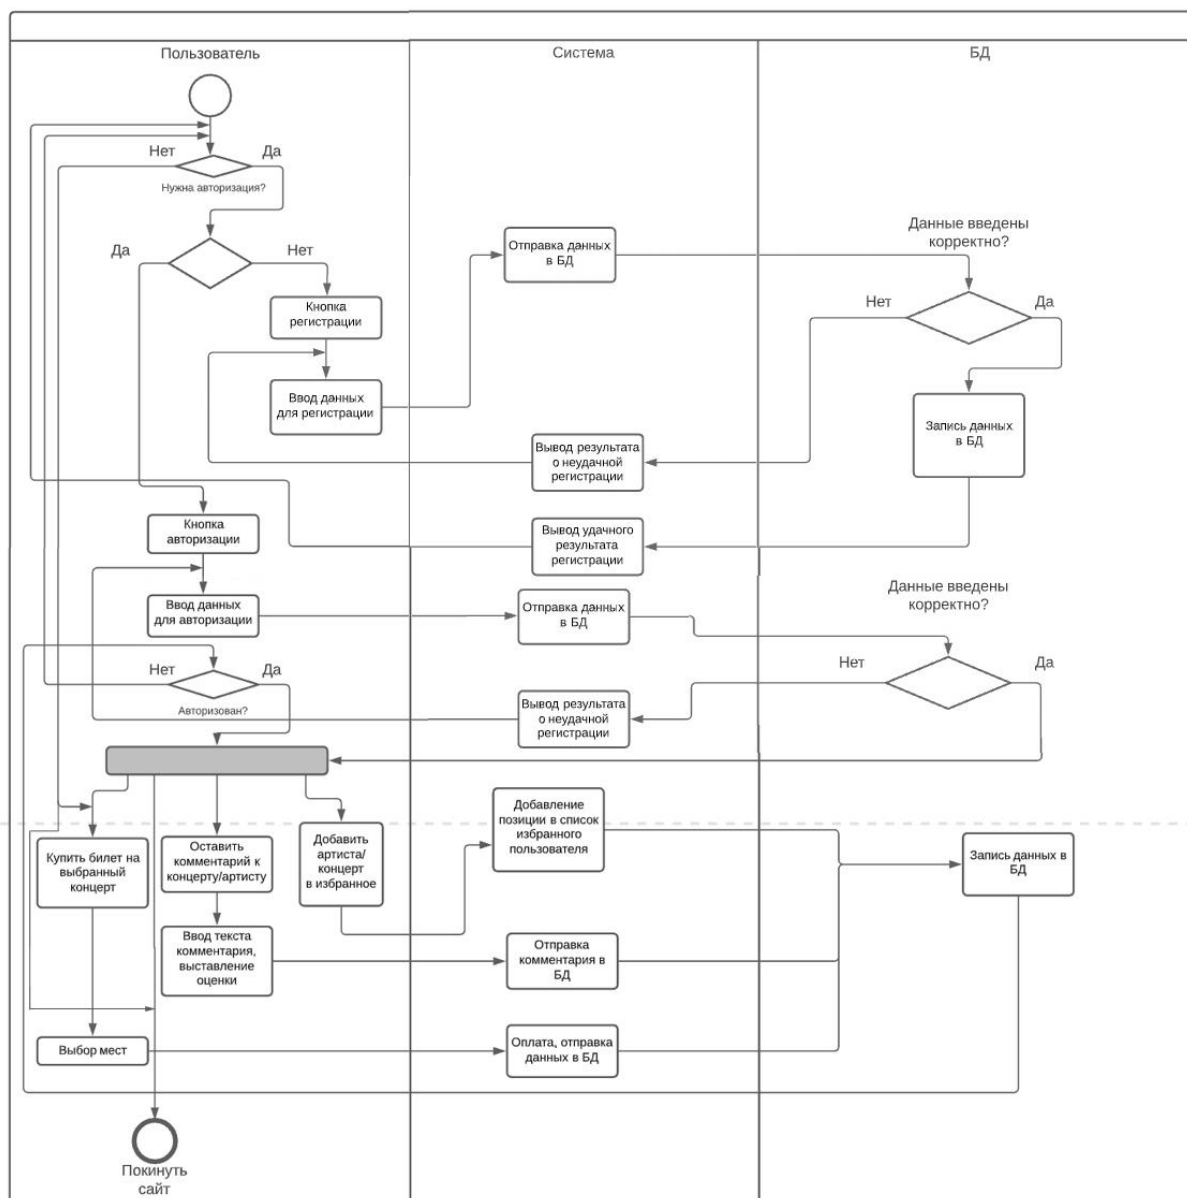 Пользователь
Система
БД
Нет
Да
Нужна авторизация?
Да
Нет
Кнопка
регистрации
Ввод данных
для регистрации
Отправка данных
в БД
Данные введены
корректно?
Нет
Да
Запись данных
в БД
Вывод результата
о неудачной
регистрации
Вывод удачного
результата
регистрации
Кнопка
авторизации
Ввод данных
для авторизации
Отправка данных
в БД
Данные введены
корректно?
Нет
Да
Вывод результата
о неудачной
регистрации
Нет
Да
Авторизован?
Купить билет на
выбранный
концерт
Оставить
комментарий к
концерту/артисту
Добавить
артиста/
концерт
в избранное
Добавление
позиции в список
избранного
пользователя
Запись данных в
БД
Ввод текста
комментария,
выставление
оценки
Отправка
комментария в
БД
Выбор мест
Оплата, отправка
данных в БД
Покинуть
сайт